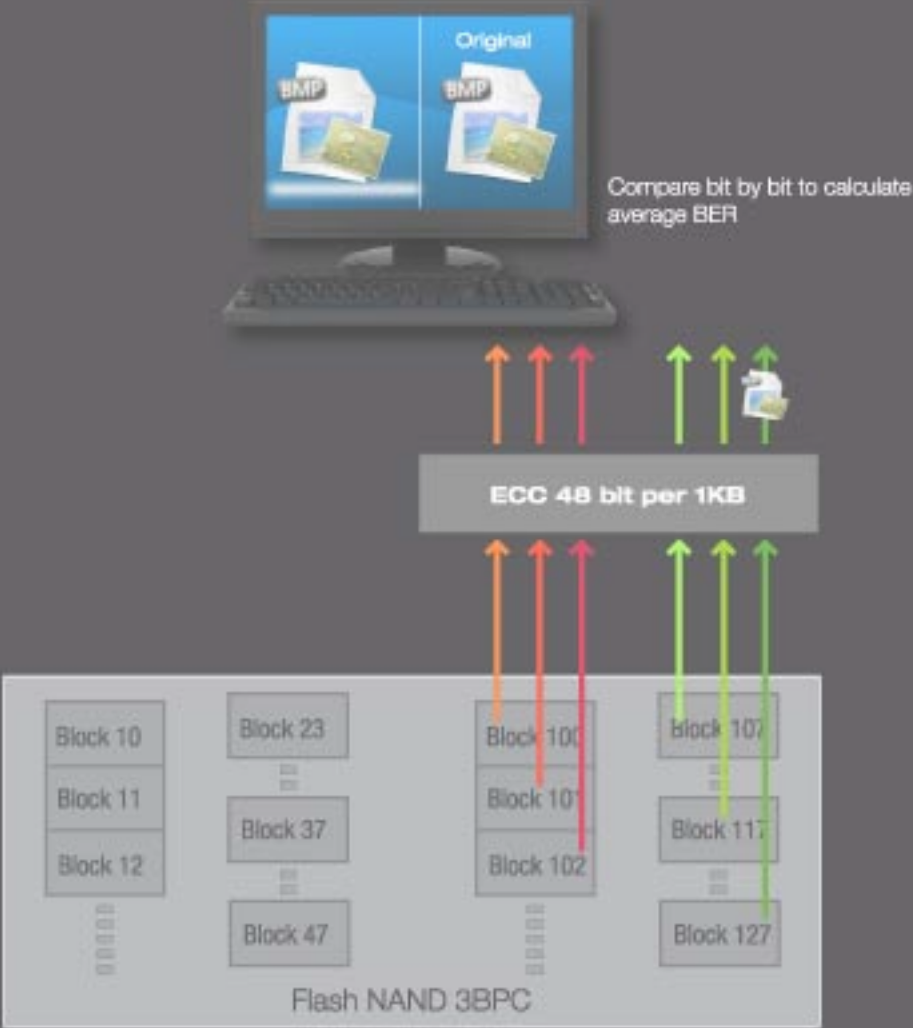 Original
BMP
BMP
Compare bit by bit to calculate
average BER
ECC 48 bit per 1KB
Block 10
Block 11
Block 12
Block 23
Block 37
Block 47
Block 100
Block 101
Block 102
Block 107
Block 117
Block 127
Flash NAND 3BPC